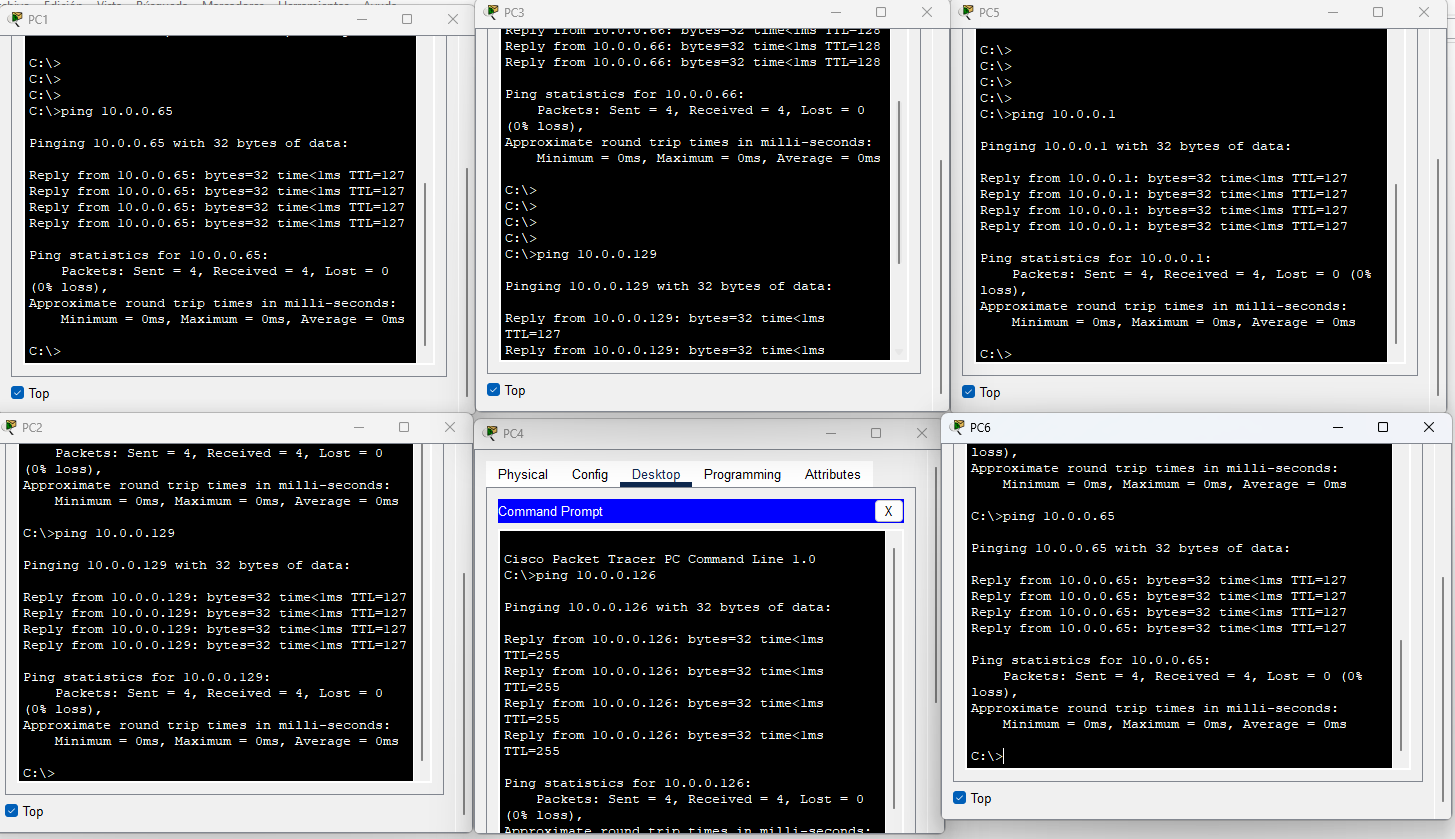 PC1
C:\>
C:\>
C:\>
C:\>ping 10.0.0.65
Pinging 10.0.0.65 with 32 bytes of data:
Reply from 10.0.0.65: bytes=32 time<1ms TTL=127
Reply from 10.0.0.65: bytes=32 time<1ms TTL=127
Reply from 10.0.0.65: bytes=32 time<1ms TTL=127
Reply from 10.0.0.65: bytes=32 time<1ms TTL=127
Ping statistics for 10.0.0.65:
Packets: Sent = 4, Received = 4, Lost = 0
(0% loss),
Approximate round trip times in milli-seconds:
Minimum = 0ms, Maximum = 0ms, Average = 0ms
C:\>
Top
PC3
Reply from 10.0.0.66: bytes=32 time<1ms TTL=128
Reply from 10.0.0.66: bytes=32 time<1ms TTL=128
Reply from 10.0.0.66: bytes=32 time<1ms TTL=128
Ping statistics for 10.0.0.66:
Packets: Sent = 4, Received = 4, Lost = 0
(0% loss),
Approximate round trip times in milli-seconds:
Minimum = 0ms, Maximum = 0ms, Average = 0ms
C:\>
C:\>
C:\>
C:\>
C:\>ping 10.0.0.129
Pinging 10.0.0.129 with 32 bytes of data:
Reply from 10.0.0.129: bytes=32 time<1ms
TTL=127
Reply from 10.0.0.129: bytes=32 time<1ms
Top
PC5
C:\>
C:\>
C:\>
C:\>
C:\>ping 10.0.0.1
Pinging 10.0.0.1 with 32 bytes of data:
Reply from 10.0.0.1: bytes=32 time<1ms TTL=127
Reply from 10.0.0.1: bytes=32 time<1ms TTL=127
Reply from 10.0.0.1: bytes=32 time<1ms TTL=127
Reply from 10.0.0.1: bytes=32 time<1ms TTL=127
Ping statistics for 10.0.0.1:
Packets: Sent = 4, Received = 4, Lost = 0 (0%
loss),
Approximate round trip times in milli-seconds:
Minimum = 0ms, Maximum = 0ms, Average = 0ms
C:\>
Top
PC2
Packets: Sent = 4, Received = 4, Lost = 0
(0% loss),
Approximate round trip times in milli-seconds:
Minimum = 0ms, Maximum = 0ms, Average = 0ms
C:\>ping 10.0.0.129
Pinging 10.0.0.129 with 32 bytes of data:
Reply from 10.0.0.129: bytes=32 time<1ms TTL=127
Reply from 10.0.0.129: bytes=32 time<1ms TTL=127
Reply from 10.0.0.129: bytes=32 time<1ms TTL=127
Reply from 10.0.0.129: bytes=32 time<1ms TTL=127
Ping statistics for 10.0.0.129:
Packets: Sent = 4, Received = 4, Lost = 0
(0% loss),
Approximate round trip times in milli-seconds:
Minimum = 0ms, Maximum = 0ms, Average = 0ms
C:\>
Top
PC4
Physical Config Desktop Programming Attributes
Command Prompt X
Cisco Packet Tracer PC Command Line 1.0
C:\>ping 10.0.0.126
Pinging 10.0.0.126 with 32 bytes of data:
Reply from 10.0.0.126: bytes=32 time<1ms
TTL=255
Reply from 10.0.0.126: bytes=32 time<1ms
TTL=255
Reply from 10.0.0.126: bytes=32 time<1ms
TTL=255
Reply from 10.0.0.126: bytes=32 time<1ms
TTL=255
Ping statistics for 10.0.0.126:
Packets: Sent = 4, Received = 4, Lost = 0
(0% loss),
Approximate round trip times in milli-seconds:
PC6
loss),
Approximate round trip times in milli-seconds:
Minimum = 0ms, Maximum = 0ms, Average = 0ms
C:\>ping 10.0.0.65
Pinging 10.0.0.65 with 32 bytes of data:
Reply from 10.0.0.65: bytes=32 time<1ms TTL=127
Reply from 10.0.0.65: bytes=32 time<1ms TTL=127
Reply from 10.0.0.65: bytes=32 time<1ms TTL=127
Reply from 10.0.0.65: bytes=32 time<1ms TTL=127
Ping statistics for 10.0.0.65:
Packets: Sent = 4, Received = 4, Lost = 0 (0%
loss),
Approximate round trip times in milli-seconds:
Minimum = 0ms, Maximum = 0ms, Average = 0ms
C:\>
Top